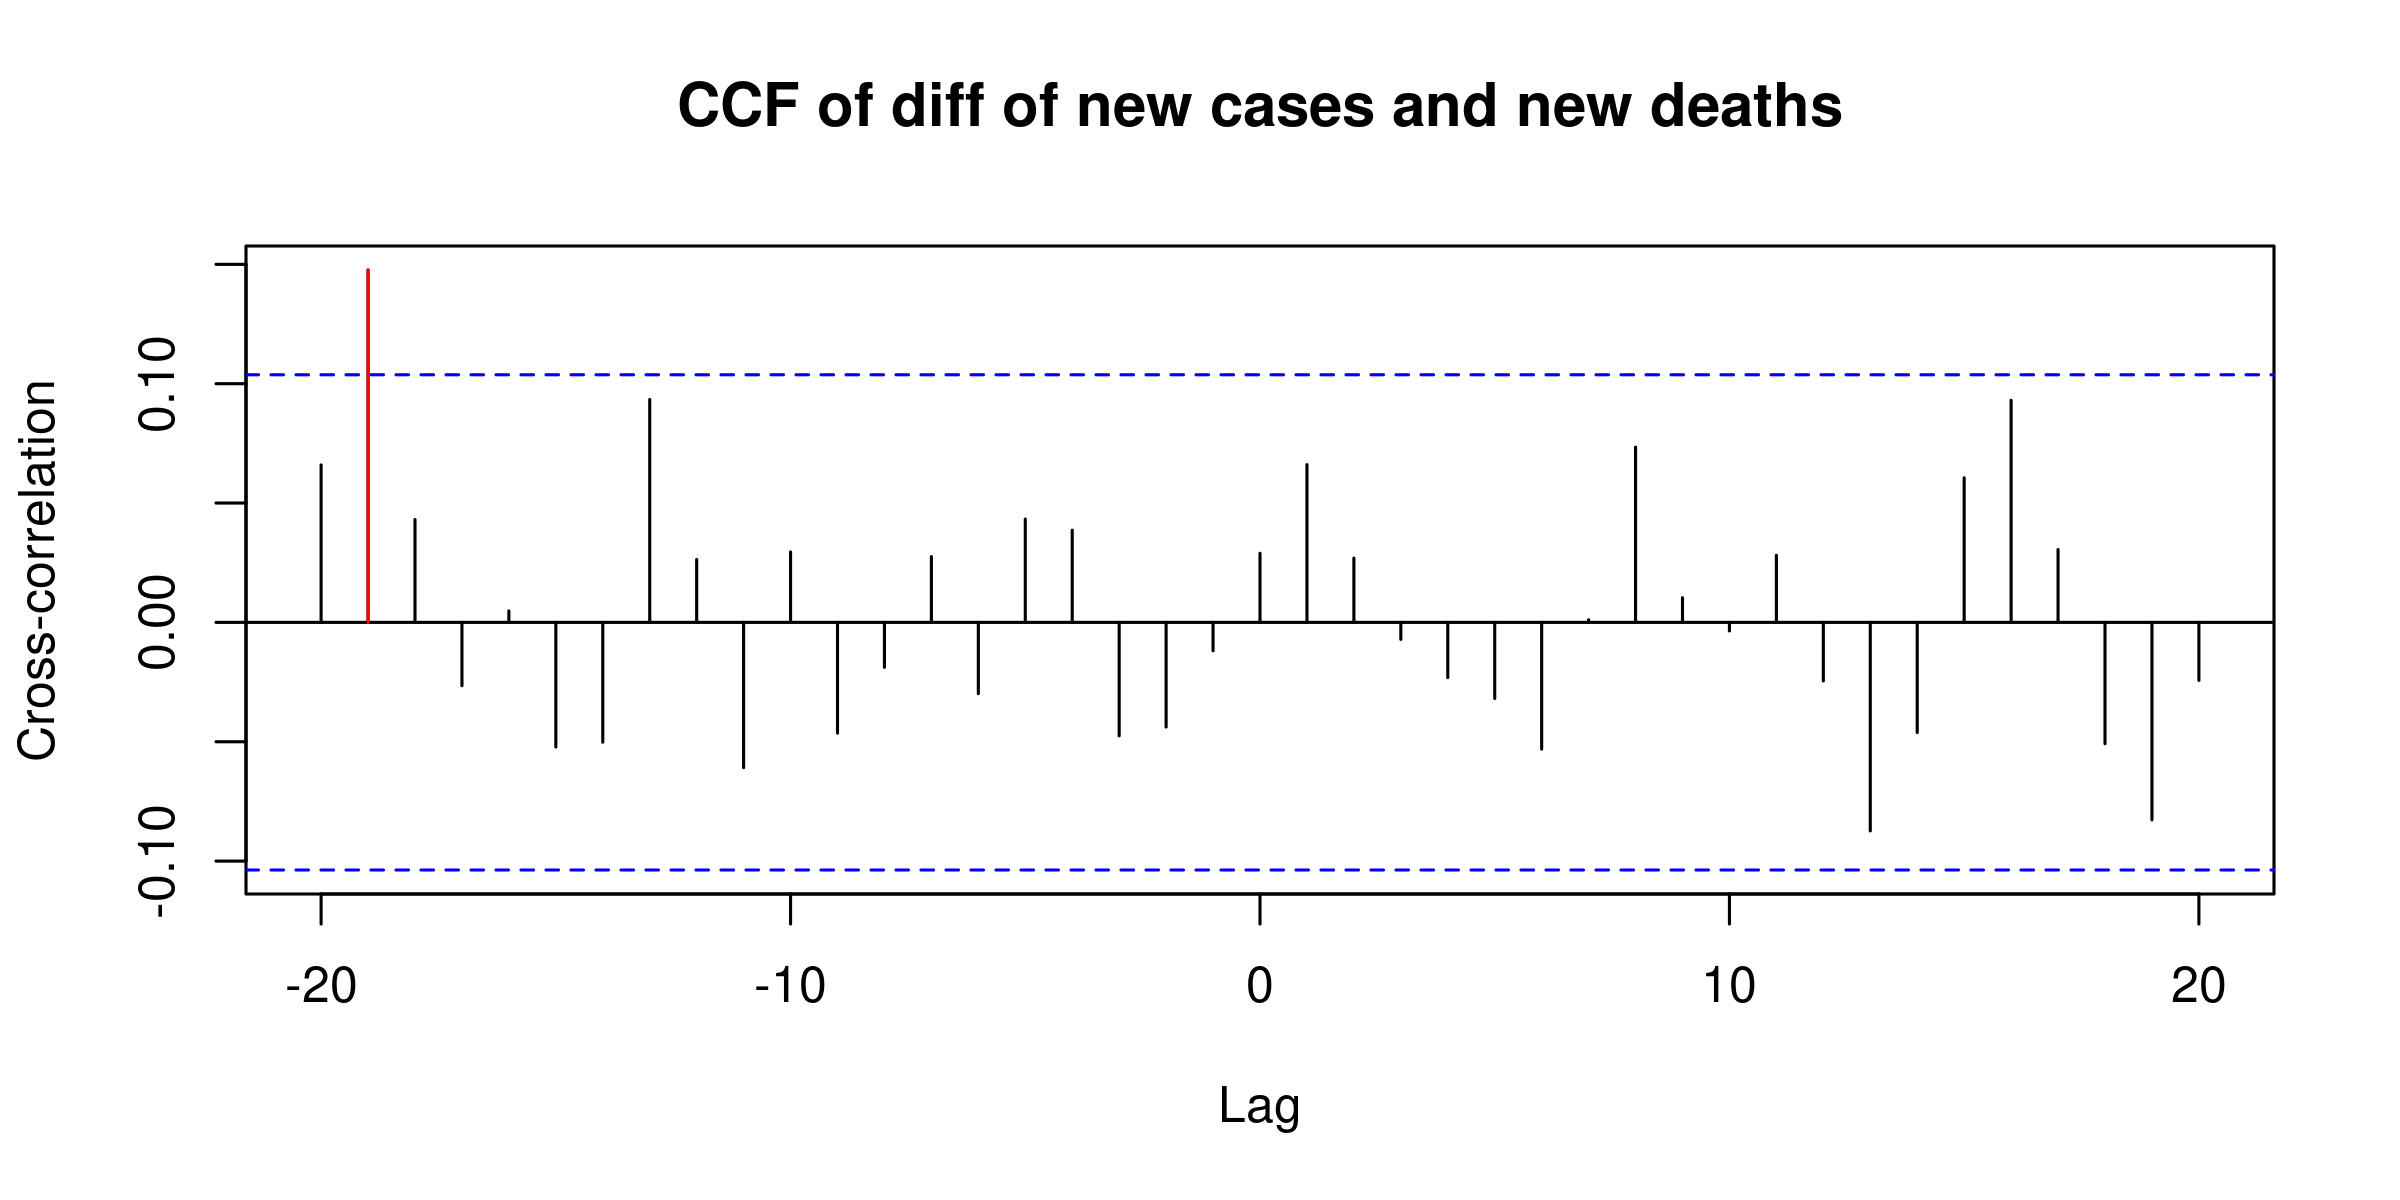 CCF of diff of new cases and new deaths
Cross-correlation
0.10
0.00
-0.10
-20
-10
0
10
20
Lag